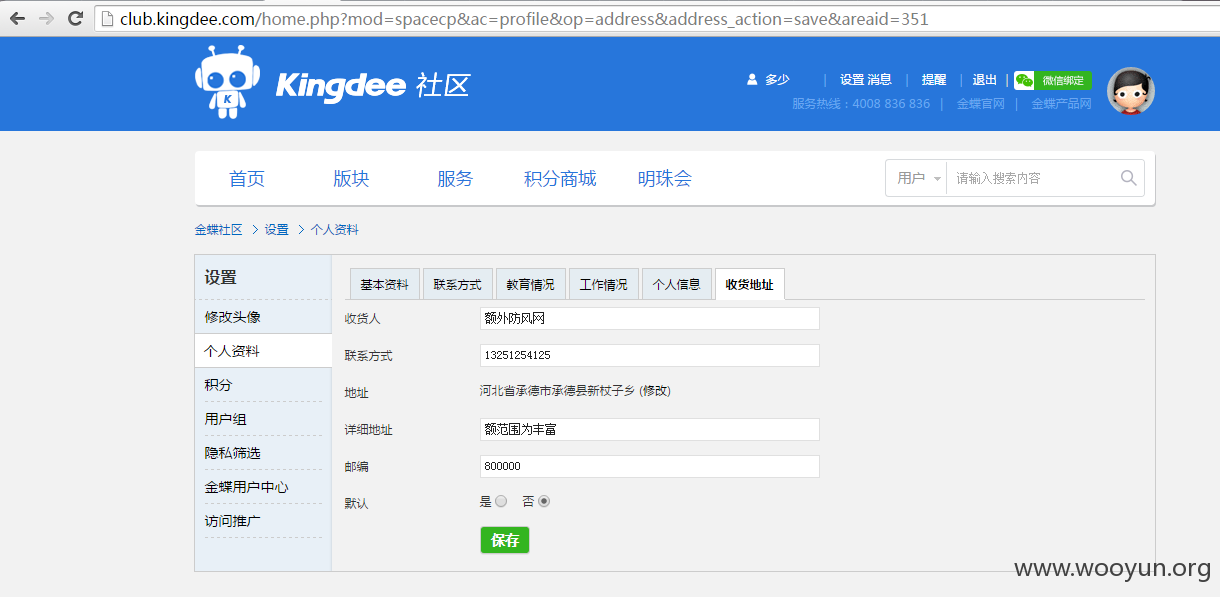 club.kingdee.com/home.php?mod=spacecp&ac=profile&op=address&address_action=save&areaid=351
Kingdee 社区
多少 | 设置 消息 | 提醒 | 退出 | 微信绑定
服务热线：4008 836 836 | 金蝶官网 | 金蝶产品网
K
首页 版块 服务 积分商城 明珠会 用户 请输入搜索内容
金蝶社区 > 设置 > 个人资料
设置
基本资料 联系方式 教育情况 工作情况 个人信息 收货地址
修改头像
个人资料
积分
用户组
隐私筛选
金蝶用户中心
访问推广
收货人 额外防风网
联系方式 13251254125
地址 河北省承德市承德县新杖子乡 (修改)
详细地址 额范围为丰富
邮编 800000
默认 是 否
保存
www.wooyun.org